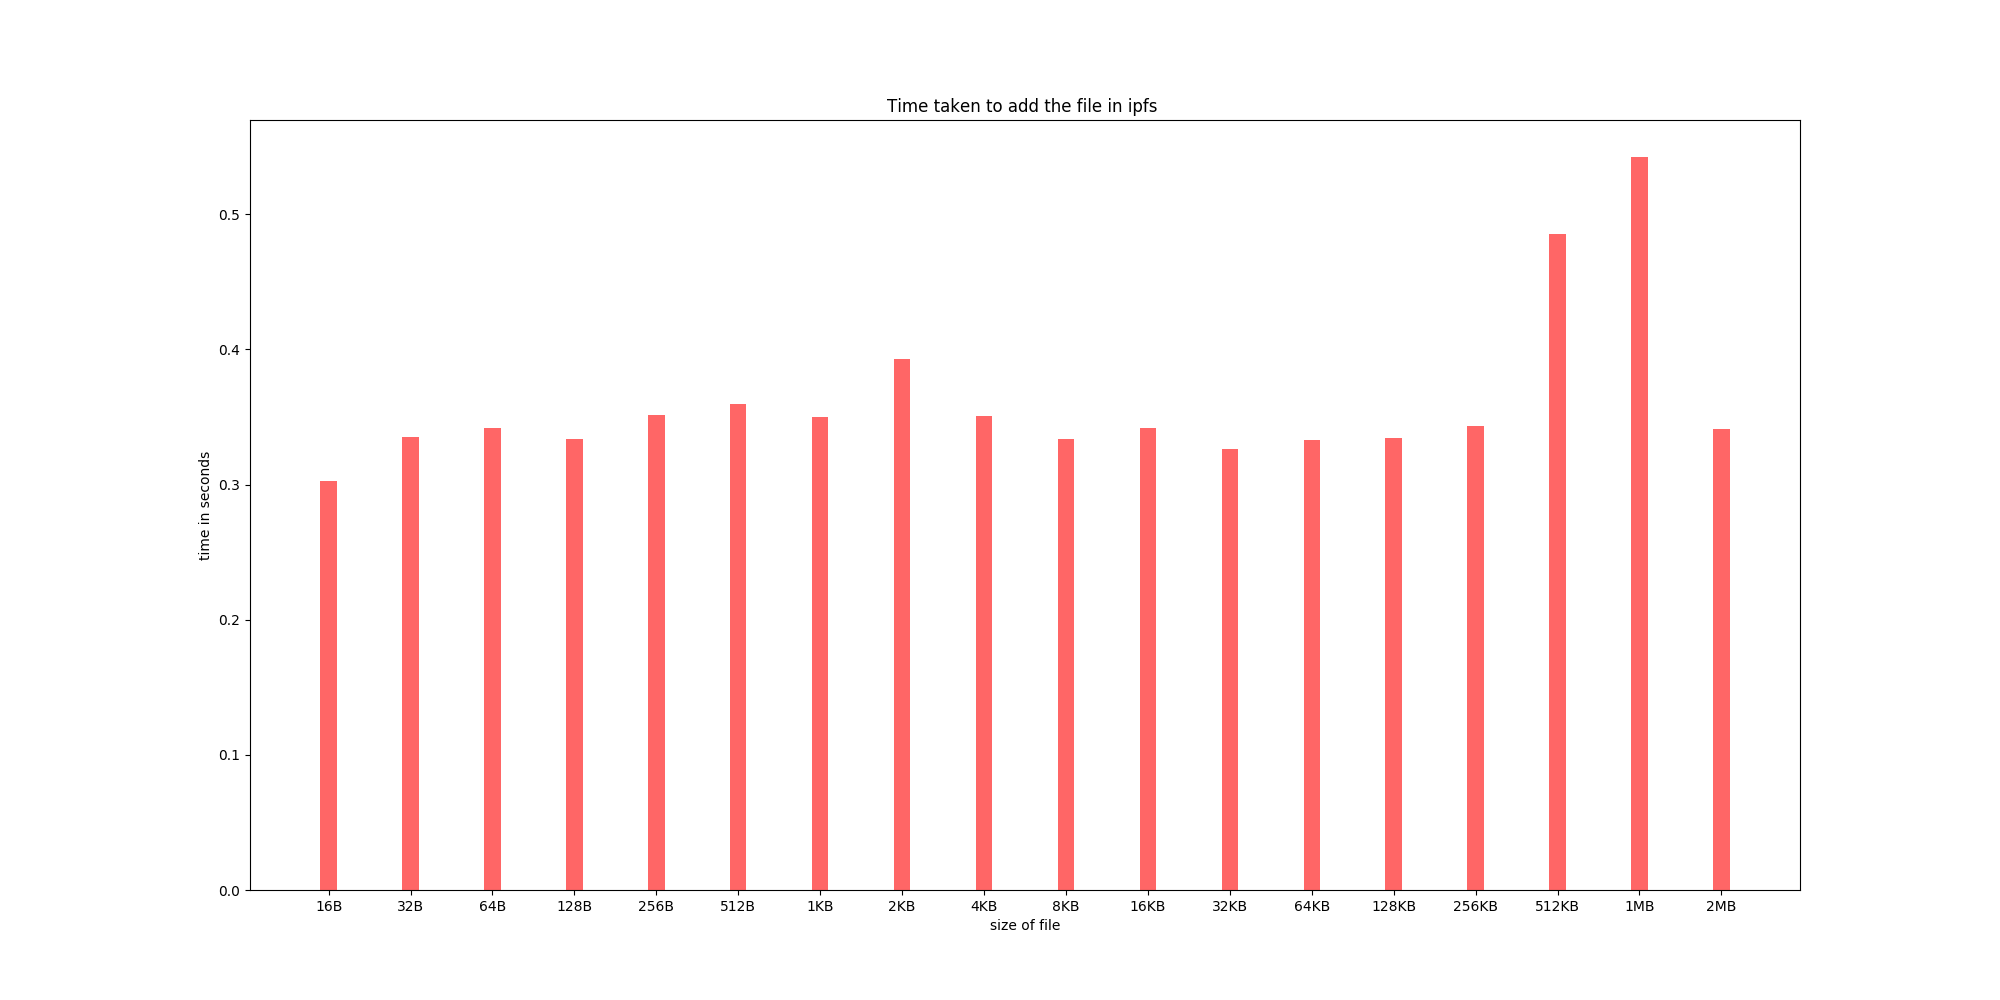 Time taken to add the file in ipfs
0.5
0.4
0.3
0.2
0.1
0.0
time in seconds
16B 32B 64B 128B 256B 512B 1KB 2KB 4KB 8KB 16KB 32KB 64KB 128KB 256KB 512KB 1MB 2MB
size of file